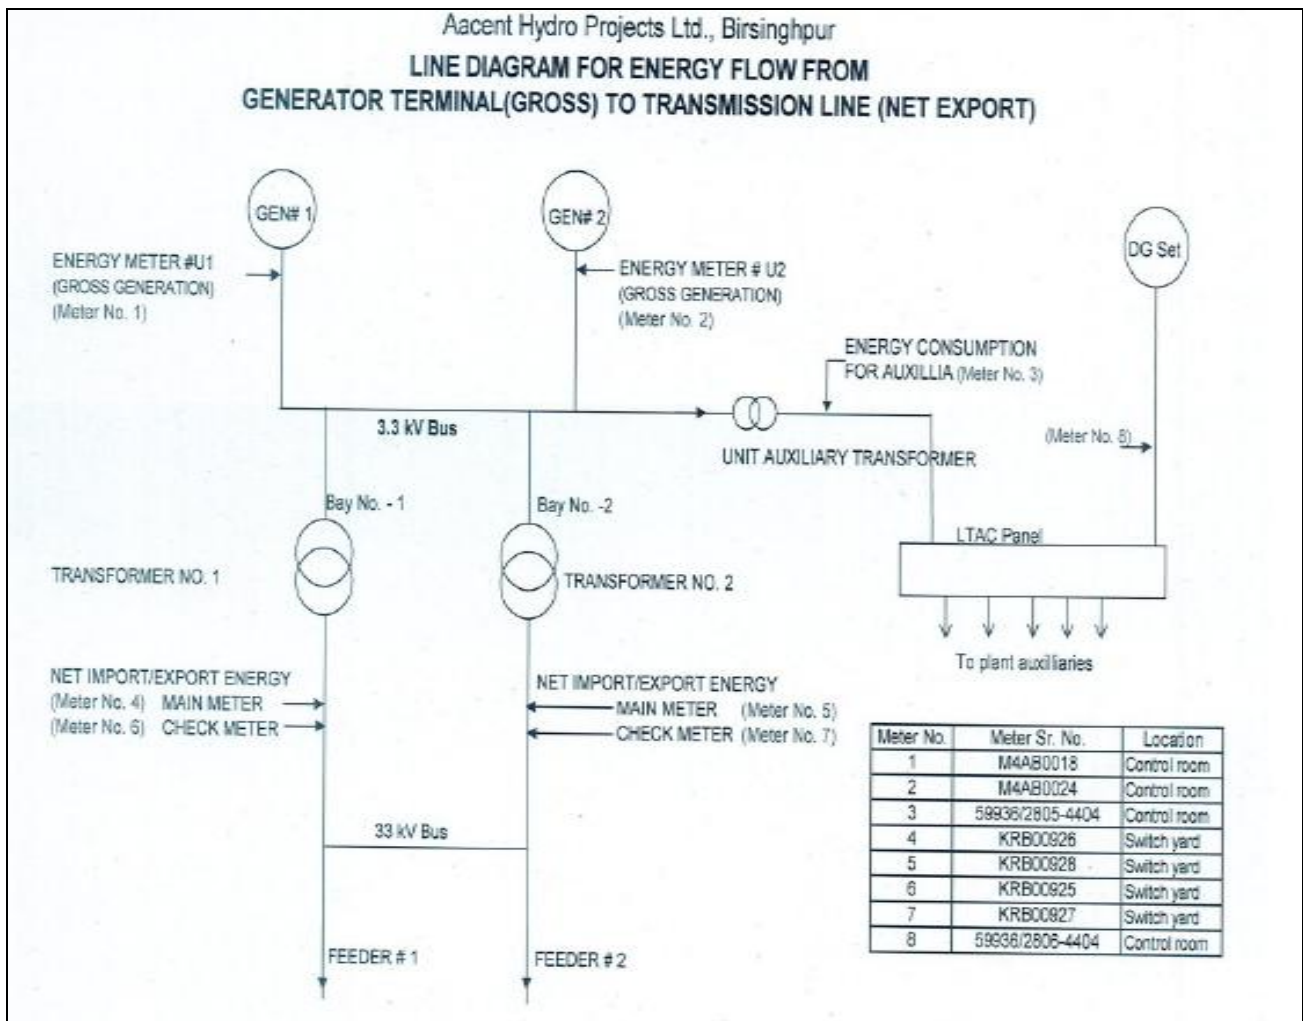 Aacent Hydro Projects Ltd., Birsinghpur
LINE DIAGRAM FOR ENERGY FLOW FROM
GENERATOR TERMINAL(GROSS) TO TRANSMISSION LINE (NET EXPORT)
GEN# 1
GEN# 2
DG Set
ENERGY METER #U1
(GROSS GENERATION)
(Meter No. 1)
ENERGY METER # U2
(GROSS GENERATION)
(Meter No. 2)
ENERGY CONSUMPTION
FOR AUXILLIA (Meter No. 3)
3.3 kV Bus
UNIT AUXILIARY TRANSFORMER
(Meter No. 8)
Bay No. - 1
Bay No. -2
LTAC Panel
TRANSFORMER NO. 1
TRANSFORMER NO. 2
To plant auxilliaries
NET IMPORT/EXPORT ENERGY
(Meter No. 4) MAIN METER
(Meter No. 6) CHECK METER
NET IMPORT/EXPORT ENERGY
MAIN METER (Meter No. 5)
CHECK METER (Meter No. 7)
Meter No. Meter Sr. No. Location
1 M4AB0018 Control room
2 M4AB0024 Control room
3 59936/2805-4404 Control room
4 KRB00926 Switch yard
5 KRB00928 Switch yard
6 KRB00925 Switch yard
7 KRB00927 Switch yard
8 59936/2806-4404 Control room
33 kV Bus
FEEDER # 1
FEEDER # 2